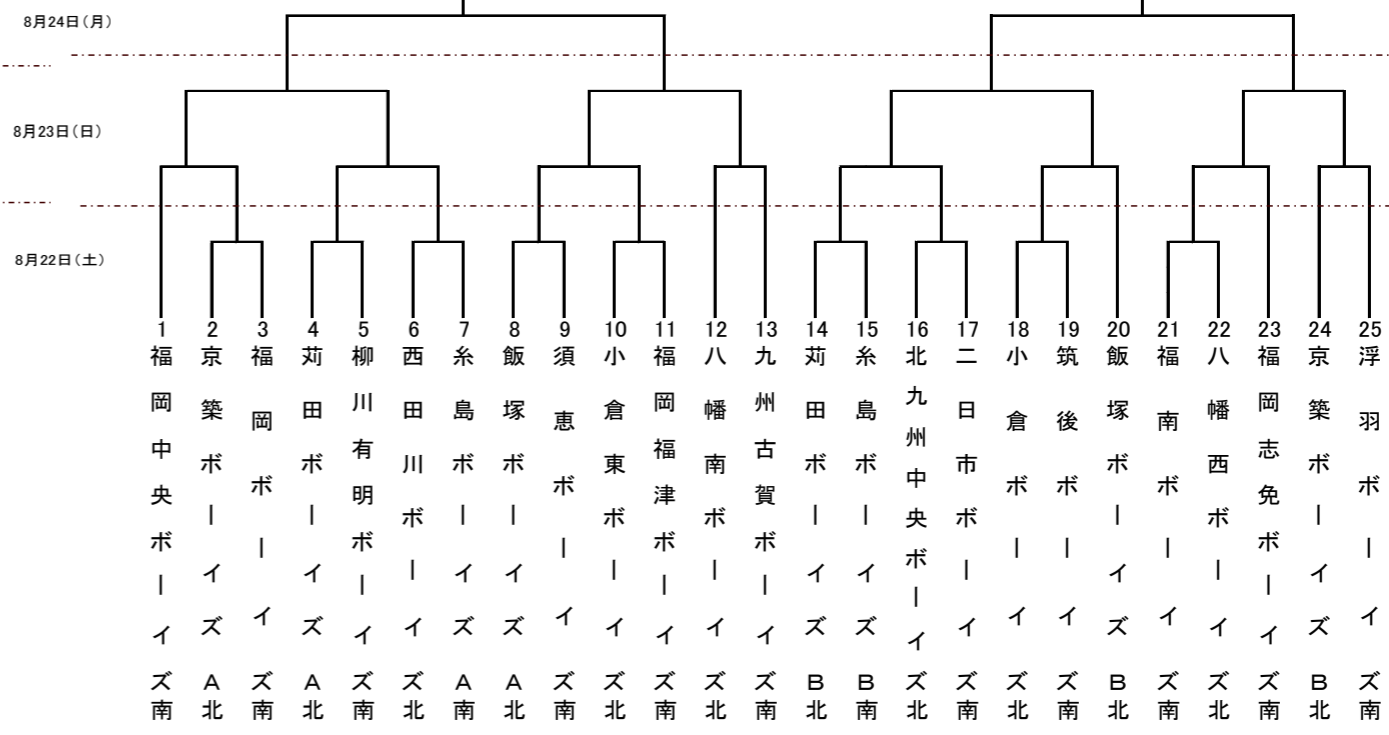 8月24日（月）
8月23日（日）
8月22日（土）
1 福岡中央ボーイズ 南
2 京築ボーイズA 北
3 福岡ボーイズ 南
4 苅田ボーイズA 北
5 柳川有明ボーイズ 南
6 西田川ボーイズ 北
7 糸島ボーイズA 南
8 飯塚ボーイズA 北
9 須恵ボーイズ 南
10 小倉東ボーイズ 北
11 福岡福津ボーイズ 南
12 八幡南ボーイズ 北
13 九州古賀ボーイズ 南
14 苅田ボーイズB 北
15 糸島ボーイズB 南
16 北九州中央ボーイズ 北
17 二日市ボーイズ 南
18 小倉ボーイズ 北
19 筑後ボーイズ 南
20 飯塚ボーイズB 北
21 福南ボーイズ 南
22 八幡西ボーイズ 北
23 福岡志免ボーイズ 南
24 京築ボーイズB 北
25 浮羽ボーイズ 南